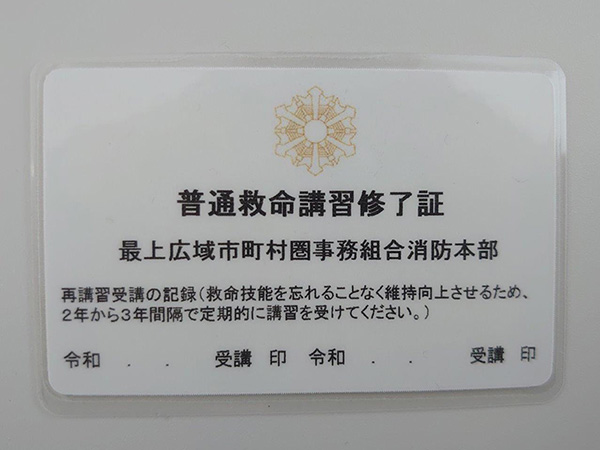 普通救命講習修了証
最上広域市町村圏事務組合消防本部
再講習受講の記録(救命技能を忘れることなく維持向上させるため、
2年から3年間隔で定期的に講習を受けてください。)
令和　.　.　受講 印 令和　.　.　受講 印